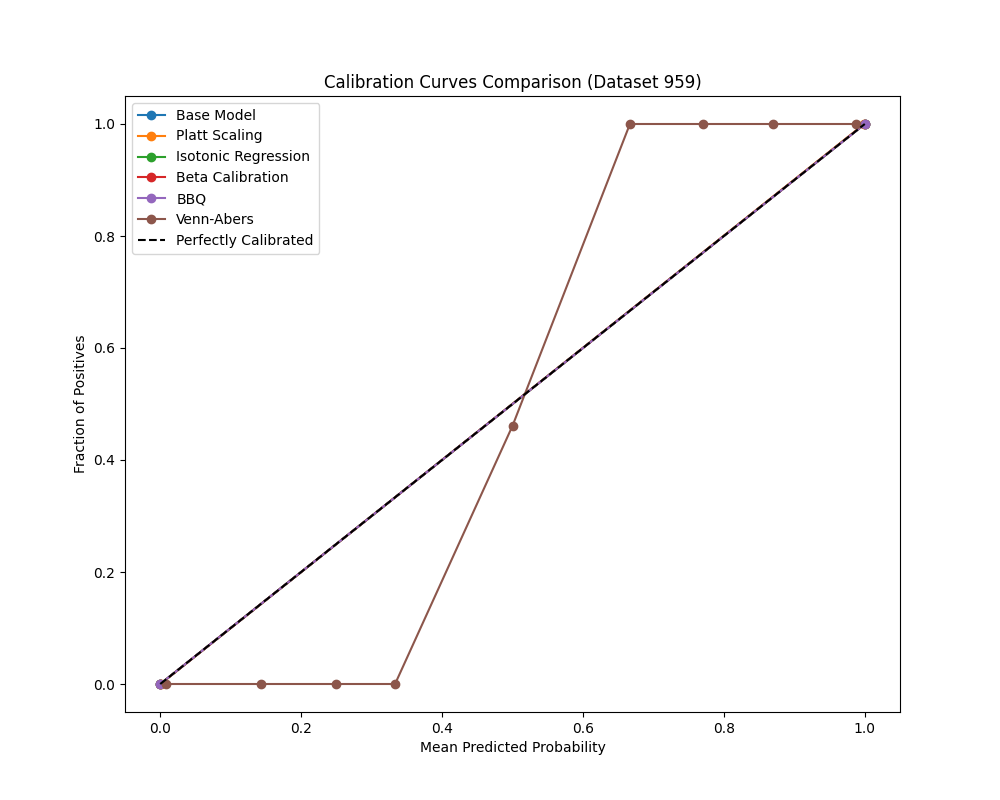 Calibration Curves Comparison (Dataset 959)
Base Model
Platt Scaling
Isotonic Regression
Beta Calibration
BBQ
Venn-Abers
Perfectly Calibrated
Fraction of Positives
1.0
0.8
0.6
0.4
0.2
0.0
0.0 0.2 0.4 0.6 0.8 1.0
Mean Predicted Probability